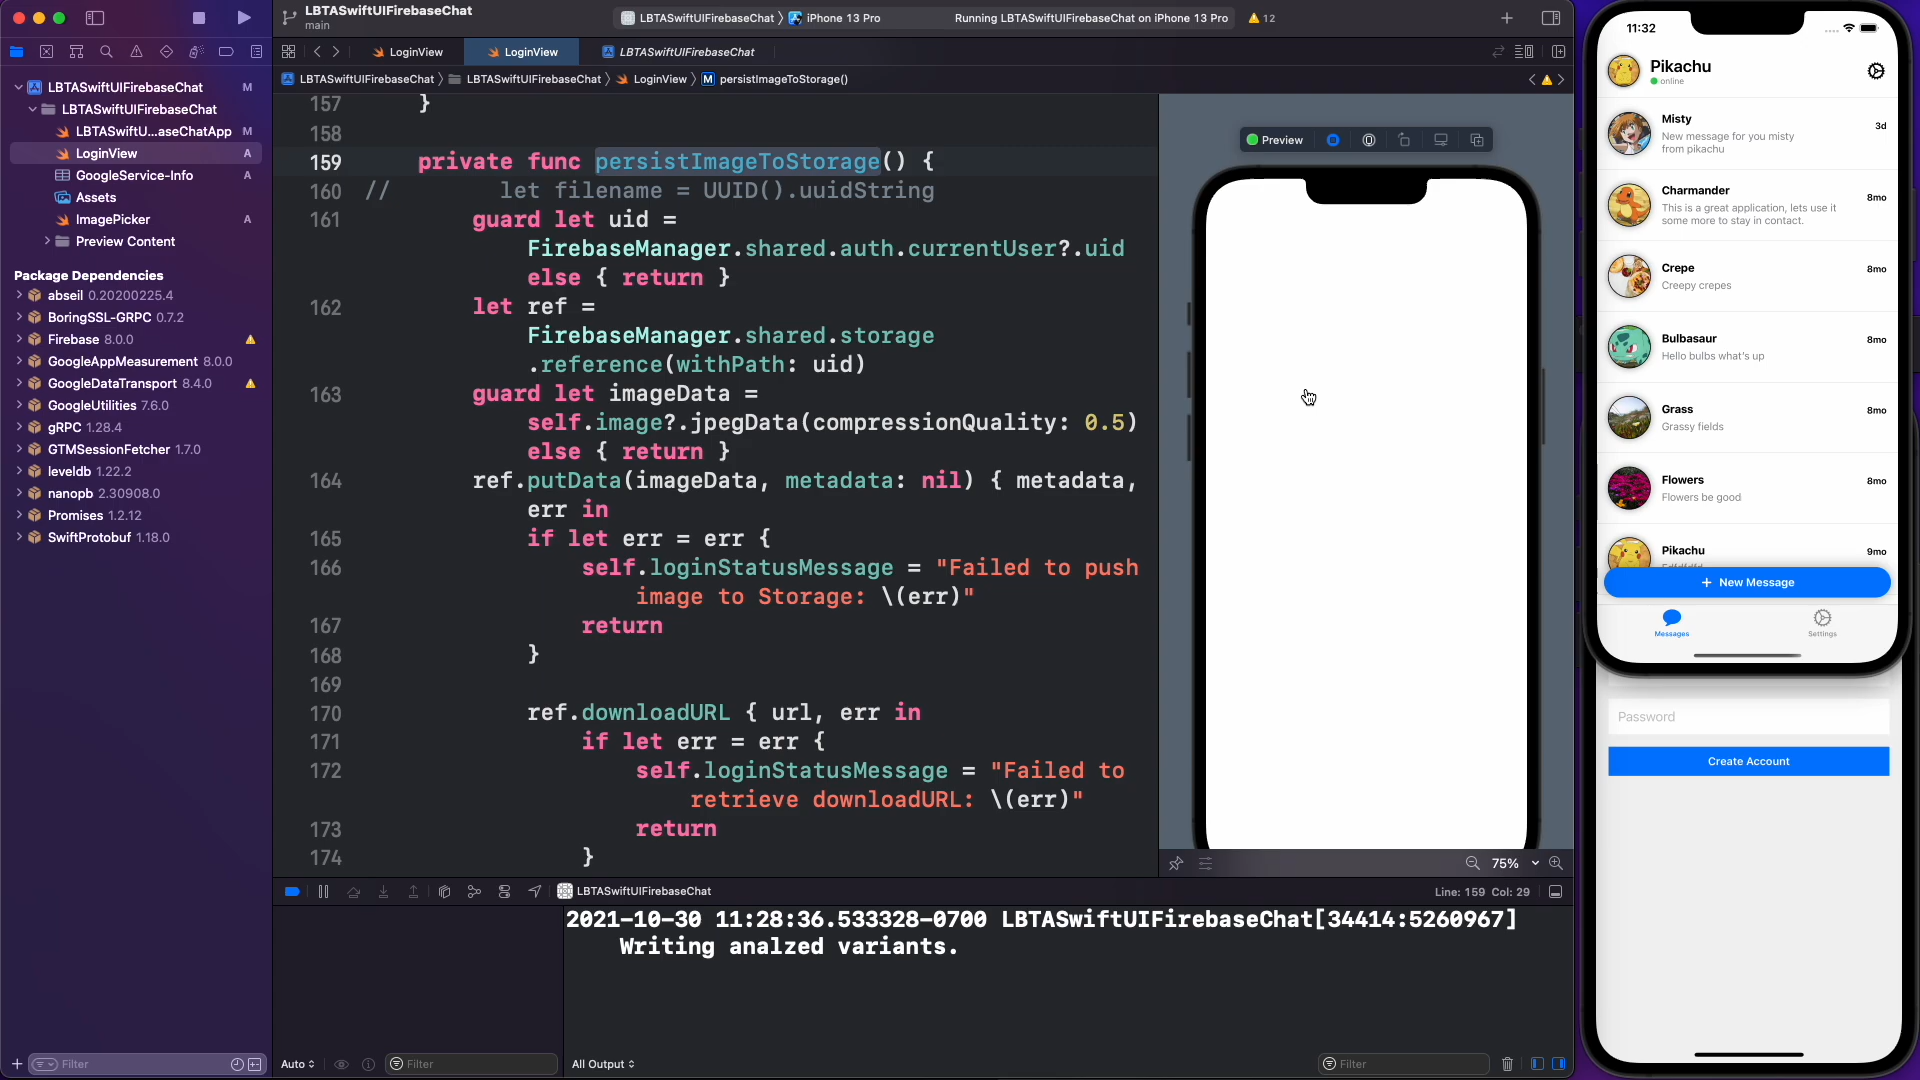 LBTASwiftUIFirebaseChat
main
LBTASwiftUIFirebaseChat
iPhone 13 Pro
Running LBTASwiftUIFirebaseChat on iPhone 13 Pro
12
LoginView
LoginView
LBTASwiftUIFirebaseChat
LBTASwiftUIFirebaseChat
LBTASwiftUIFirebaseChat
LoginView
M persistImageToStorage()
LBTASwiftUIFirebaseChat M
LBTASwiftUIFirebaseChat
LBTASwiftU...aseChatApp M
LoginView A
GoogleService-Info A
Assets
ImagePicker A
Preview Content
Package Dependencies
abseil 0.20200225.4
BoringSSL-GRPC 0.7.2
Firebase 8.0.0
GoogleAppMeasurement 8.0.0
GoogleDataTransport 8.4.0
GoogleUtilities 7.6.0
gRPC 1.28.4
GTMSessionFetcher 1.7.0
leveldb 1.22.2
nanopb 2.30908.0
Promises 1.2.12
SwiftProtobuf 1.18.0
Filter
157 }
158
159 private func persistImageToStorage() {
160 // let filename = UUID().uuidString
161 guard let uid =
FirebaseManager.shared.auth.currentUser?.uid
else { return }
162 let ref =
FirebaseManager.shared.storage
.reference(withPath: uid)
163 guard let imageData =
self.image?.jpegData(compressionQuality: 0.5)
else { return }
164 ref.putData(imageData, metadata: nil) { metadata,
err in
165 if let err = err {
166 self.loginStatusMessage = "Failed to push
image to Storage: \(err)"
167 return
168 }
169
170 ref.downloadURL { url, err in
171 if let err = err {
172 self.loginStatusMessage = "Failed to
retrieve downloadURL: \(err)"
173 return
174 }
Preview
75%
LBTASwiftUIFirebaseChat
Line: 159 Col: 29
2021-10-30 11:28:36.533328-0700 LBTASwiftUIFirebaseChat[34414:5260967]
Writing analzed variants.
Auto
Filter
All Output
Filter
11:32
Pikachu
online
Misty
3d
New message for you misty
from pikachu
Charmander
8mo
This is a great application, lets use it
some more to stay in contact.
Crepe
8mo
Creepy crepes
Bulbasaur
8mo
Hello bulbs what's up
Grass
8mo
Grassy fields
Flowers
8mo
Flowers be good
Pikachu
9mo
+ New Message
Messages
Settings
Password
Create Account